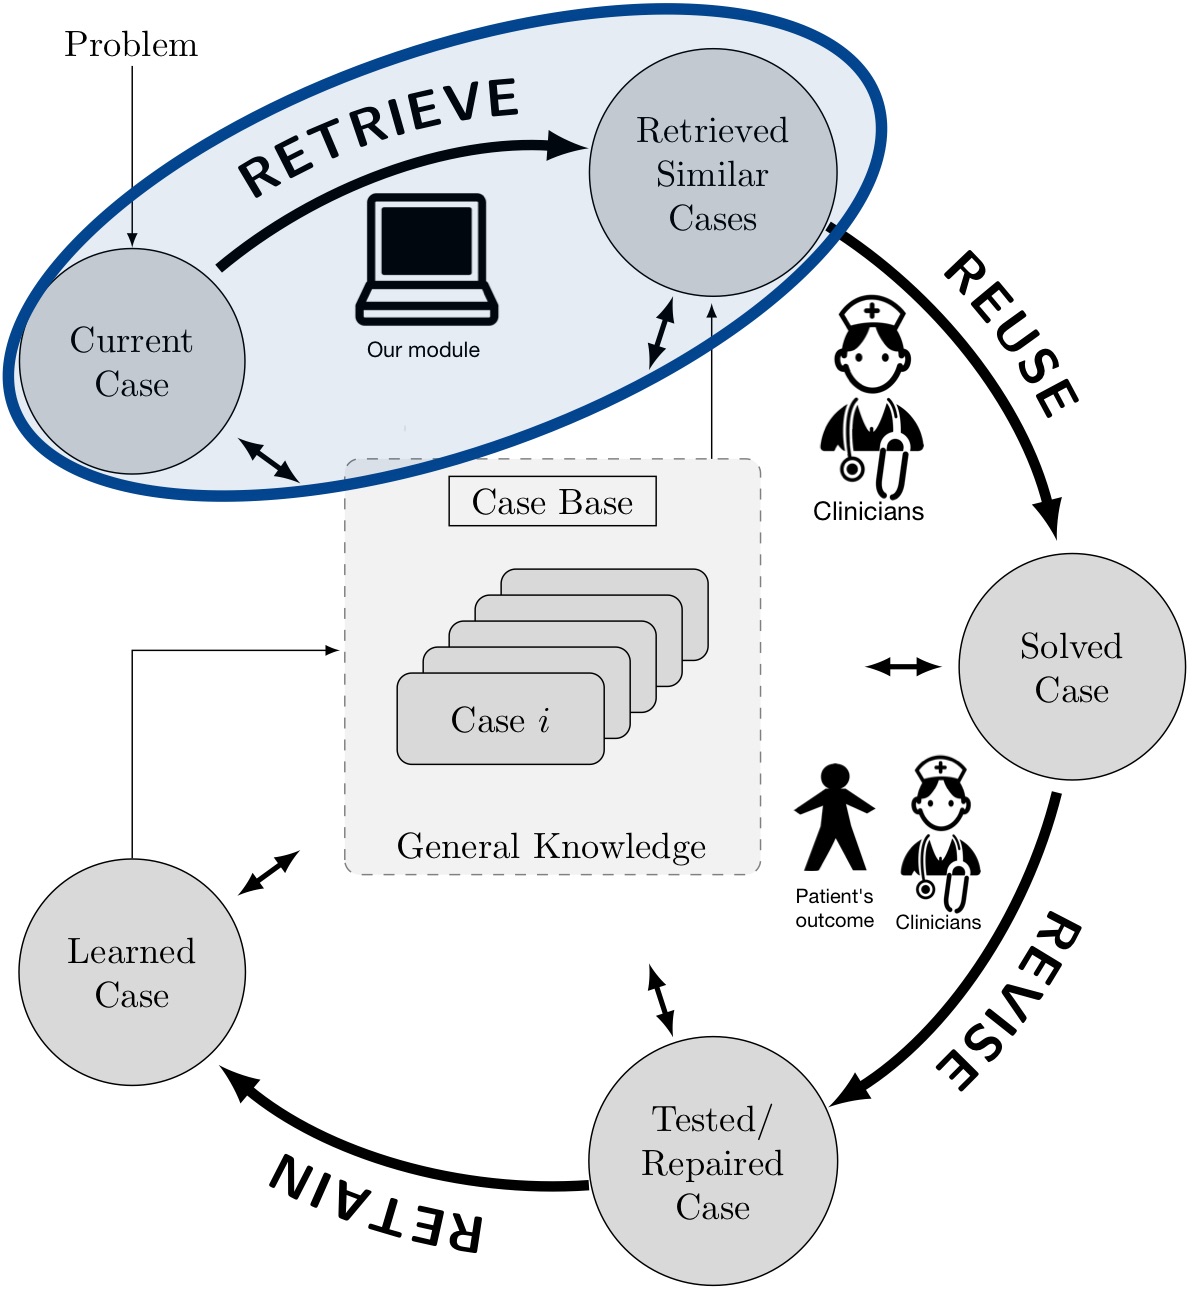 Problem
RETRIEVE
Retrieved
Similar
Cases
Our module
Current
Case
REUSE
Clinicians
Case Base
Case i
General Knowledge
Solved
Case
Patient's
outcome
Clinicians
REVISE
Learned
Case
Tested/
Repaired
Case
RETAIN